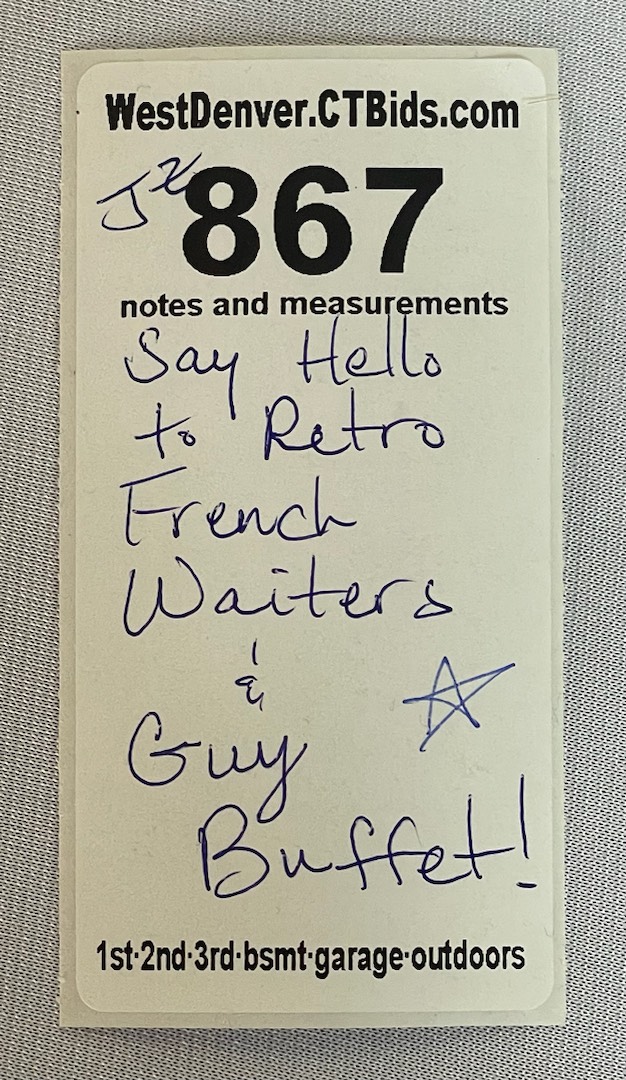 WestDenver.CTBids.com
JZ
867
notes and measurements
Say Hello
to Retro
French
Waiters
&
Guy
Buffet!
1st·2nd·3rd·bsmt·garage·outdoors